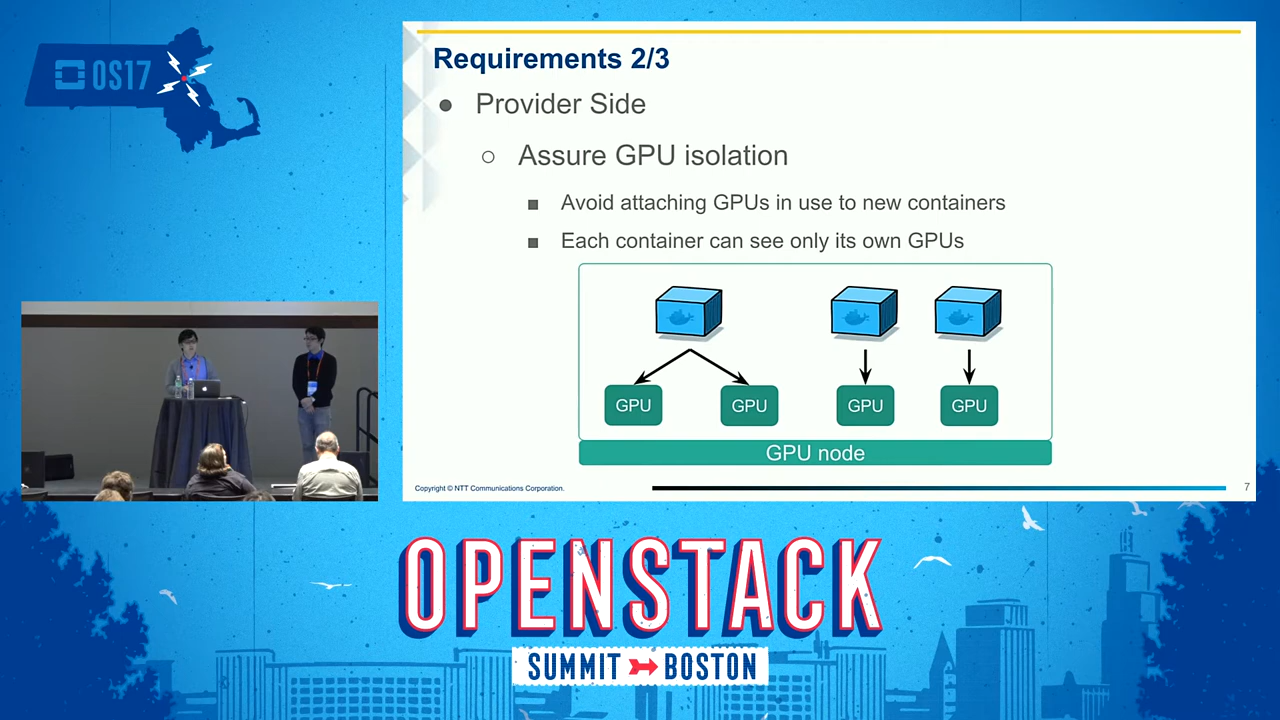 OS17
Requirements 2/3
Provider Side
Assure GPU isolation
Avoid attaching GPUs in use to new containers
Each container can see only its own GPUs
GPU GPU GPU GPU
GPU node
Copyright © NTT Communications Corporation.
7
OPENSTACK
SUMMIT BOSTON